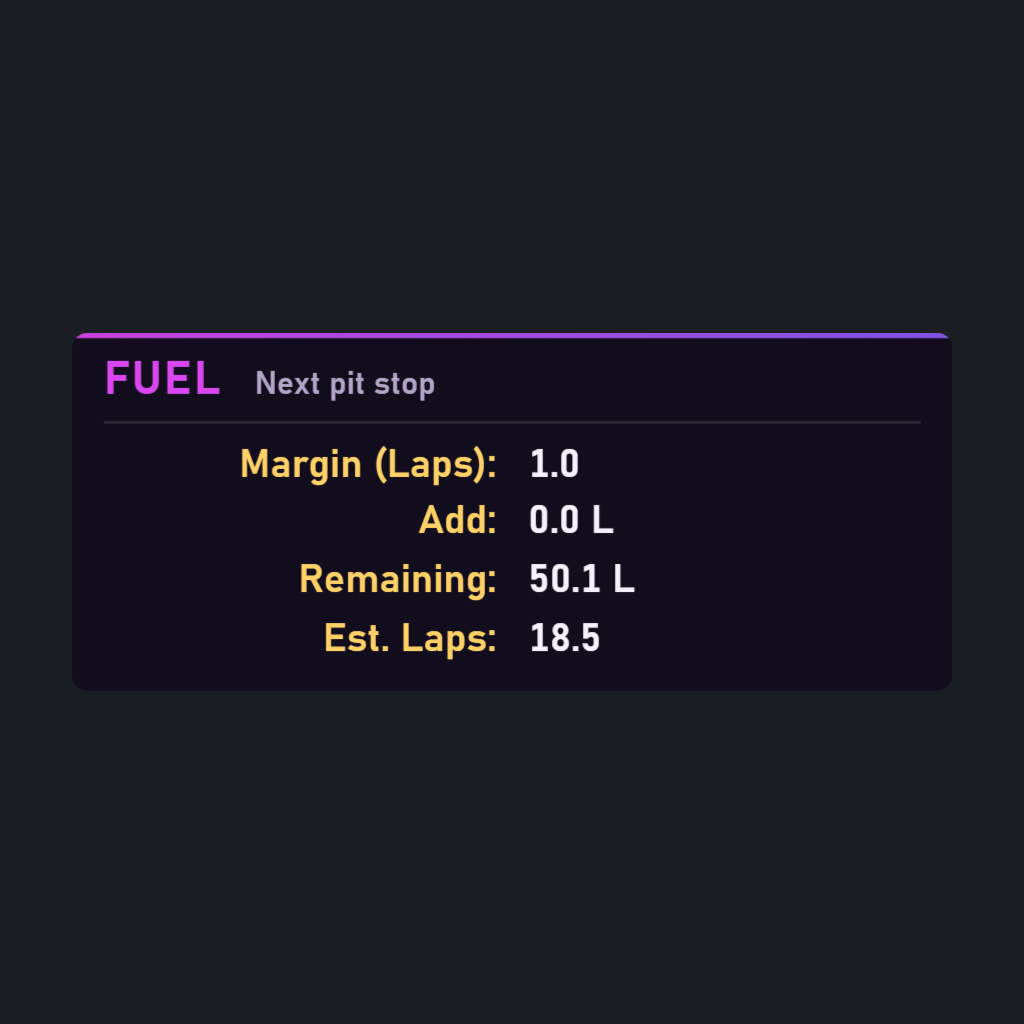 FUEL Next pit stop
Margin (Laps): 1.0
Add: 0.0 L
Remaining: 50.1 L
Est. Laps: 18.5